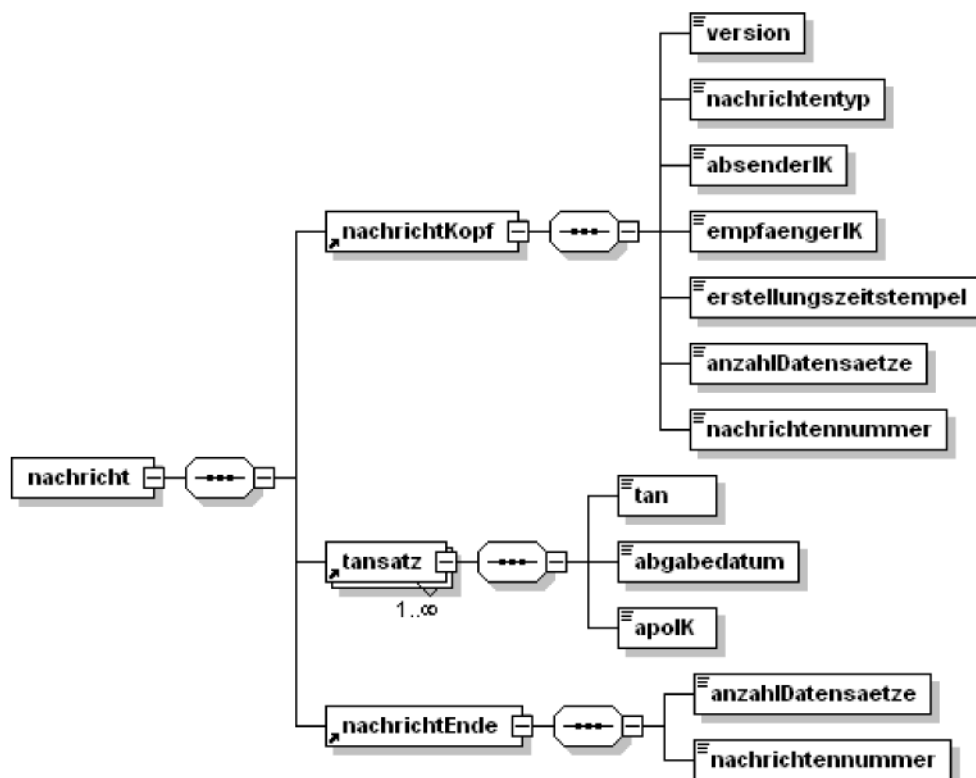 version
nachrichtentyp
absenderIK
nachrichtKopf
empfaengerIK
erstellungszeitstempel
anzahlDatensaetze
nachrichtennummer
nachricht
tan
tansatz
abgabedatum
1..∞
apoIK
anzahlDatensaetze
nachrichtEnde
nachrichtennummer